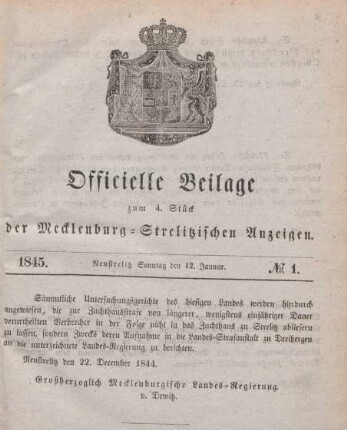 Officielle Beilage
zum 4. Stück
der Mecklenburg-Strelitzischen Anzeigen.
1845. Neustrelitz Sonntag den 12. Januar. № 1.
Sämmtliche Untersuchungsgerichte des hiesigen Landes werden hiedurch
angewiesen, die zur Zuchthausstrafe von längerer, wenigstens einjähriger Dauer
verurtheilten Verbrecher in der Folge nicht in das Zuchthaus zu Strelitz abliefern
zu lassen, sondern Zwecks deren Aufnahme in die Landes-Strafanstalt zu Dreibergen
an die unterzeichnete Landes-Regierung zu berichten.
Neustrelitz den 22. December 1844.
Großherzoglich Mecklenburgische Landes-Regierung.
v. Dewitz.